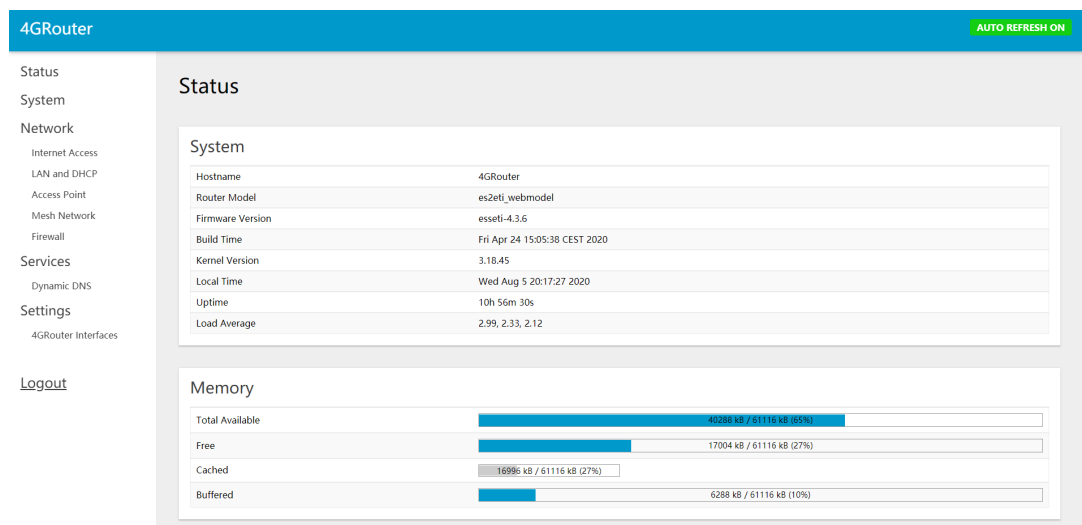 4GRouter
AUTO REFRESH ON
Status
System
Network
Internet Access
LAN and DHCP
Access Point
Mesh Network
Firewall
Services
Dynamic DNS
Settings
4GRouter Interfaces
Logout
Status
System
Hostname 4GRouter
Router Model es2eti_webmodel
Firmware Version esseti-4.3.6
Build Time Fri Apr 24 15:05:38 CEST 2020
Kernel Version 3.18.45
Local Time Wed Aug 5 20:17:27 2020
Uptime 10h 56m 30s
Load Average 2.99, 2.33, 2.12
Memory
Total Available 40288 kB / 61116 kB (65%)
Free 17004 kB / 61116 kB (27%)
Cached 16996 kB / 61116 kB (27%)
Buffered 6288 kB / 61116 kB (10%)